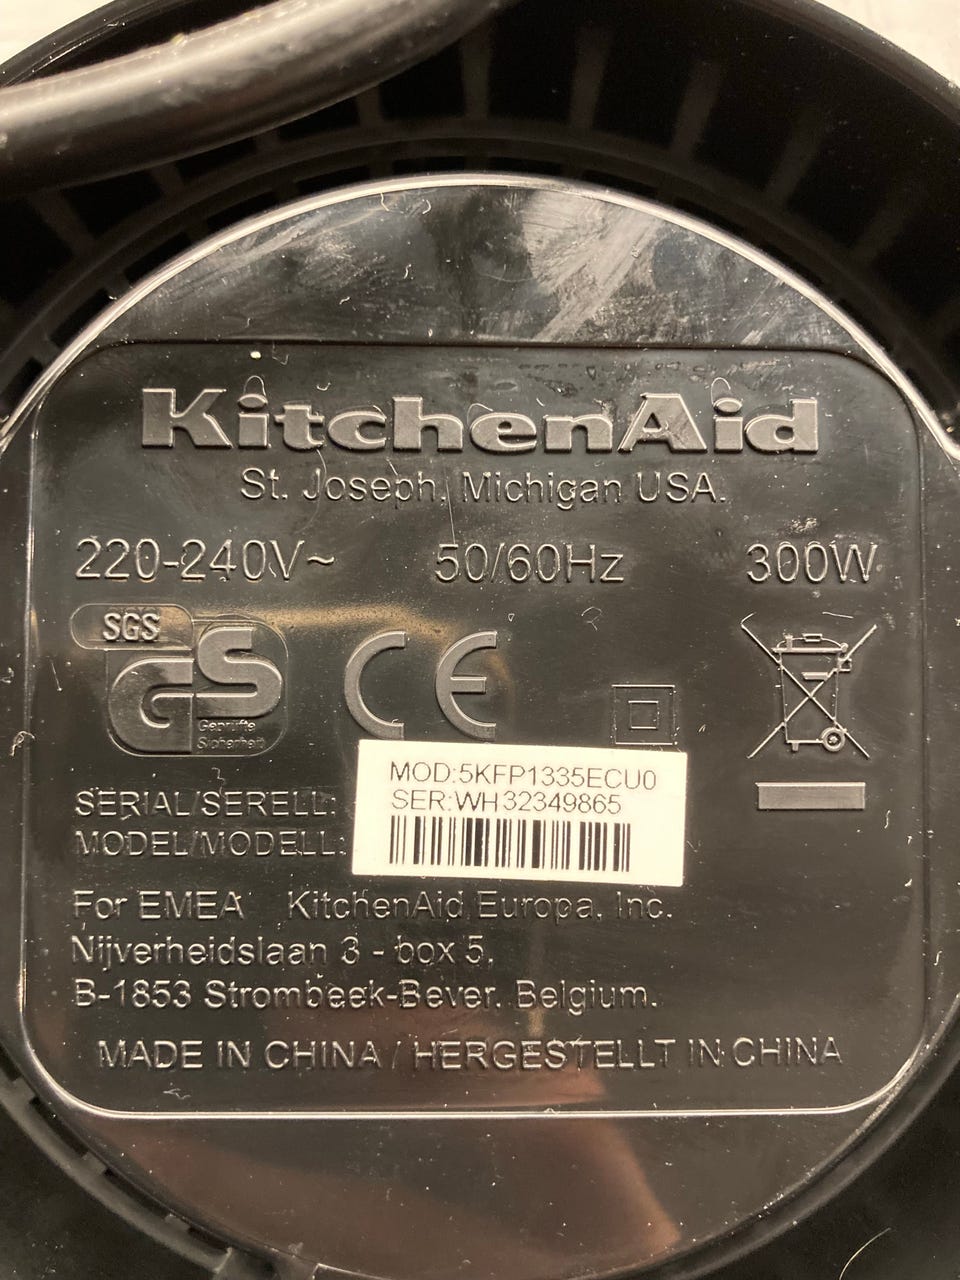 KitchenAid
St. Joseph, Michigan USA.
220-240V~ 50/60Hz 300W
SGS
GS
Geprüfte
Sicherheit
CE
MOD:5KFP1335ECU0
SER:WH32349865
SERIAL/SERELL:
MODEL/MODELL:
For EMEA KitchenAid Europa, Inc.
Nijverheidslaan 3 - box 5,
B-1853 Strombeek-Bever, Belgium.
MADE IN CHINA / HERGESTELLT IN CHINA